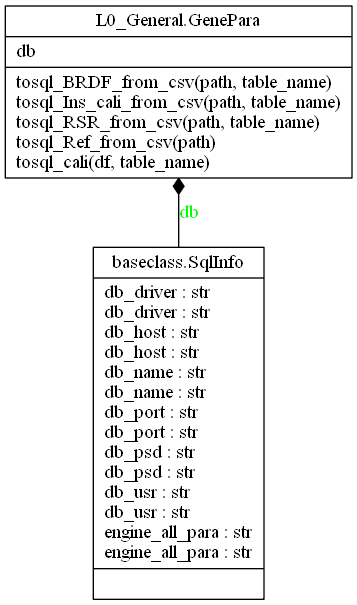 L0_General.GenePara
db
tosql_BRDF_from_csv(path, table_name)
tosql_Ins_cali_from_csv(path, table_name)
tosql_RSR_from_csv(path, table_name)
tosql_Ref_from_csv(path)
tosql_cali(df, table_name)
db
baseclass.SqlInfo
db_driver : str
db_driver : str
db_host : str
db_host : str
db_name : str
db_name : str
db_port : str
db_port : str
db_psd : str
db_psd : str
db_usr : str
db_usr : str
engine_all_para : str
engine_all_para : str